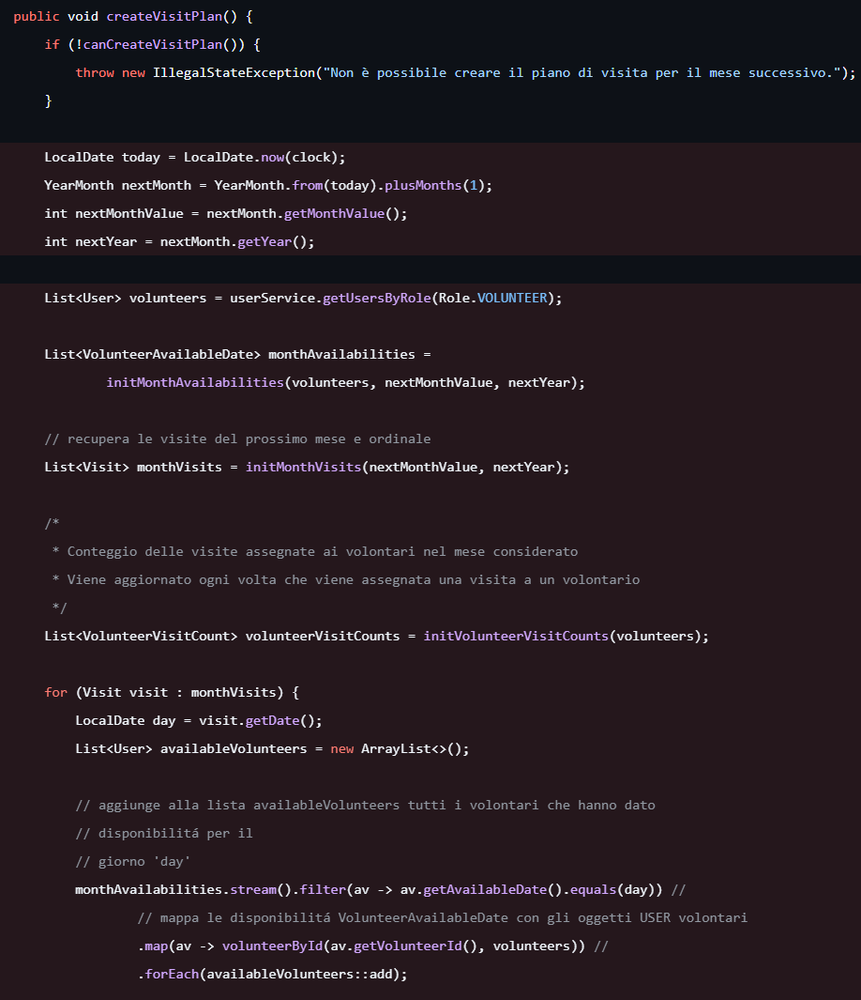 public void createVisitPlan() {
    if (!canCreateVisitPlan()) {
        throw new IllegalStateException("Non è possibile creare il piano di visita per il mese successivo.");
    }
    LocalDate today = LocalDate.now(clock);
    YearMonth nextMonth = YearMonth.from(today).plusMonths(1);
    int nextMonthValue = nextMonth.getMonthValue();
    int nextYear = nextMonth.getYear();
    List<User> volunteers = userService.getUsersByRole(Role.VOLUNTEER);
    List<VolunteerAvailableDate> monthAvailabilities =
            initMonthAvailabilities(volunteers, nextMonthValue, nextYear);
    // recupera le visite del prossimo mese e ordinale
    List<Visit> monthVisits = initMonthVisits(nextMonthValue, nextYear);
    /*
     * Conteggio delle visite assegnate ai volontari nel mese considerato
     * Viene aggiornato ogni volta che viene assegnata una visita a un volontario
     */
    List<VolunteerVisitCount> volunteerVisitCounts = initVolunteerVisitCounts(volunteers);
    for (Visit visit : monthVisits) {
        LocalDate day = visit.getDate();
        List<User> availableVolunteers = new ArrayList<>();
        // aggiunge alla lista availableVolunteers tutti i volontari che hanno dato
        // disponibilitá per il
        // giorno 'day'
        monthAvailabilities.stream().filter(av -> av.getAvailableDate().equals(day)) //
                // mappa le disponibilitá VolunteerAvailableDate con gli oggetti USER volontari
                .map(av -> volunteerById(av.getVolunteerId(), volunteers)) //
                .forEach(availableVolunteers::add);